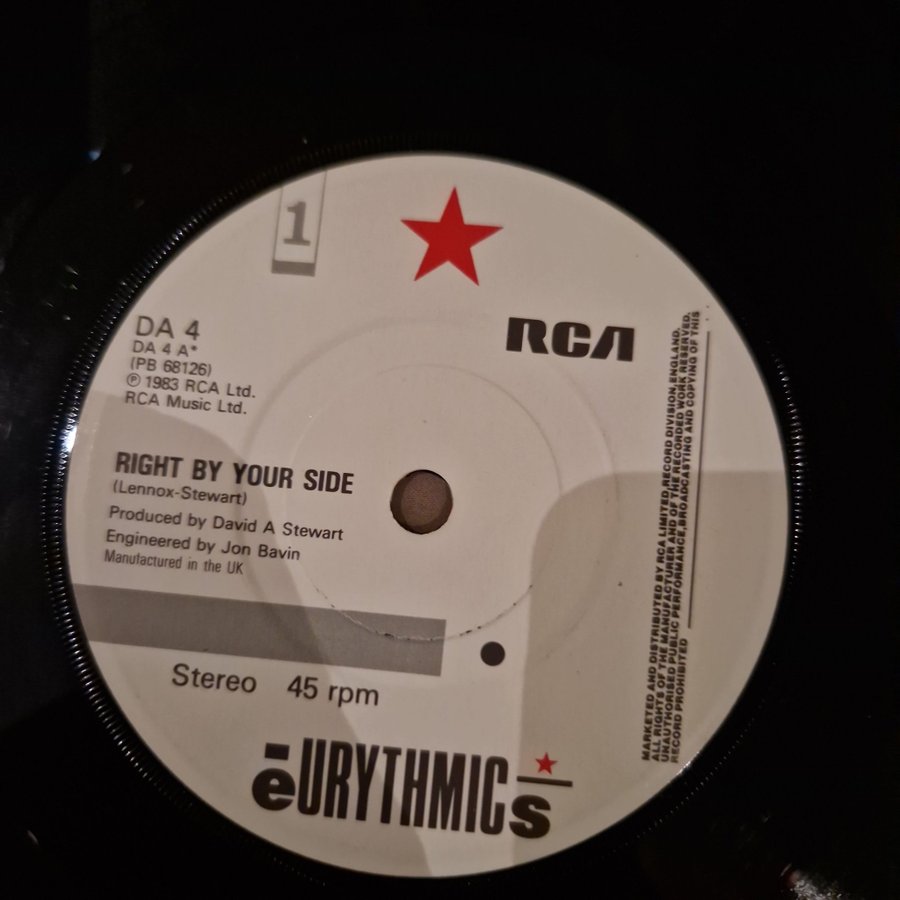 1
RCA
DA 4
DA 4 A*
(PB 68126)
℗ 1983 RCA Ltd.
RCA Music Ltd.
RIGHT BY YOUR SIDE
(Lennox-Stewart)
Produced by David A Stewart
Engineered by Jon Bavin
Manufactured in the UK
Stereo 45 rpm
eURYTHMICs
MARKETED AND DISTRIBUTED BY RCA LIMITED, RECORD DIVISION, ENGLAND.
ALL RIGHTS OF THE MANUFACTURER AND OF THE RECORDED WORK RESERVED.
UNAUTHORISED PUBLIC PERFORMANCE, BROADCASTING AND COPYING OF THIS
RECORD PROHIBITED